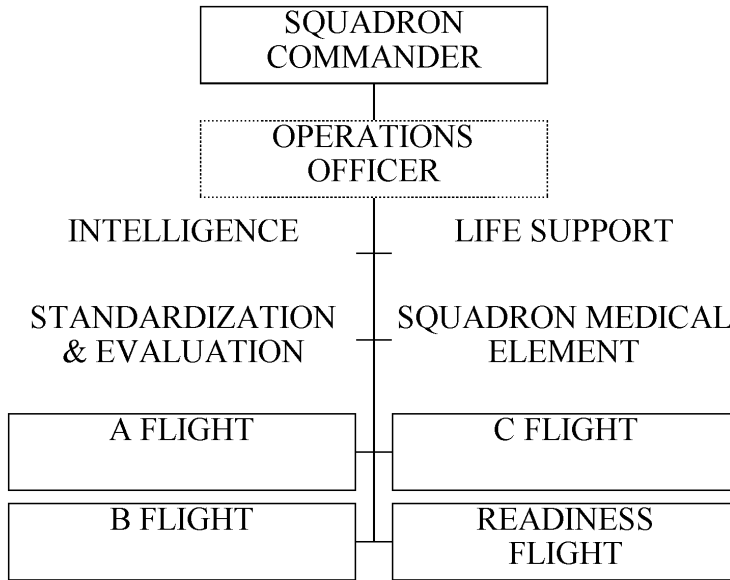 SQUADRON
COMMANDER
OPERATIONS
OFFICER
INTELLIGENCE
LIFE SUPPORT
STANDARDIZATION
& EVALUATION
SQUADRON MEDICAL
ELEMENT
A FLIGHT
C FLIGHT
B FLIGHT
READINESS
FLIGHT